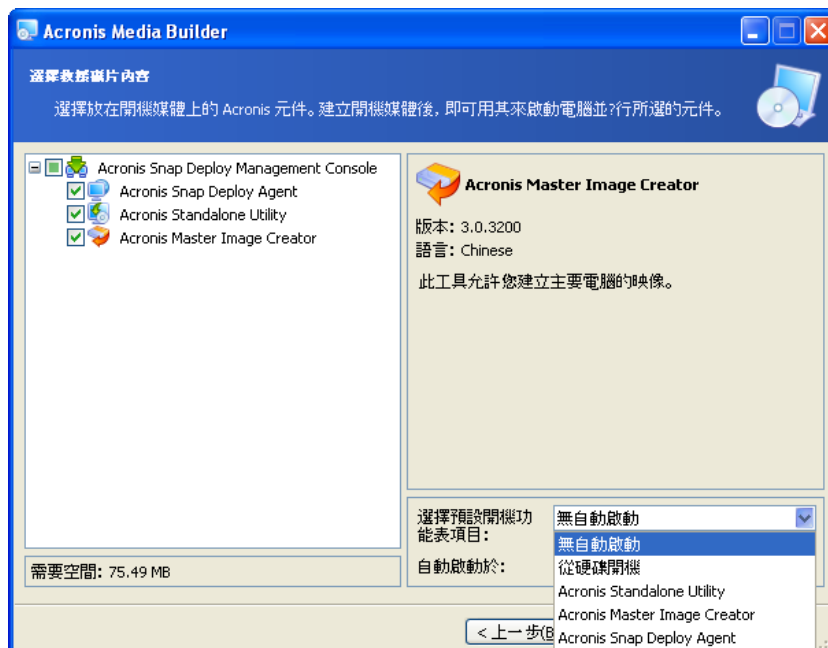 Acronis Media Builder
選擇救援碟片內容
選擇放在開機媒體上的 Acronis 元件。建立開機媒體後, 即可用其來啟動電腦並?行所選的元件。
Acronis Snap Deploy Management Console
Acronis Snap Deploy Agent
Acronis Standalone Utility
Acronis Master Image Creator
需要空間: 75.49 MB
Acronis Master Image Creator
版本: 3.0.3200
語言: Chinese
此工具允許您建立主要電腦的映像。
選擇預設開機功
能表項目:
無自動啟動
自動啟動於:
無自動啟動
從硬碟開機
Acronis Standalone Utility
Acronis Master Image Creator
Acronis Snap Deploy Agent
<上一步(B